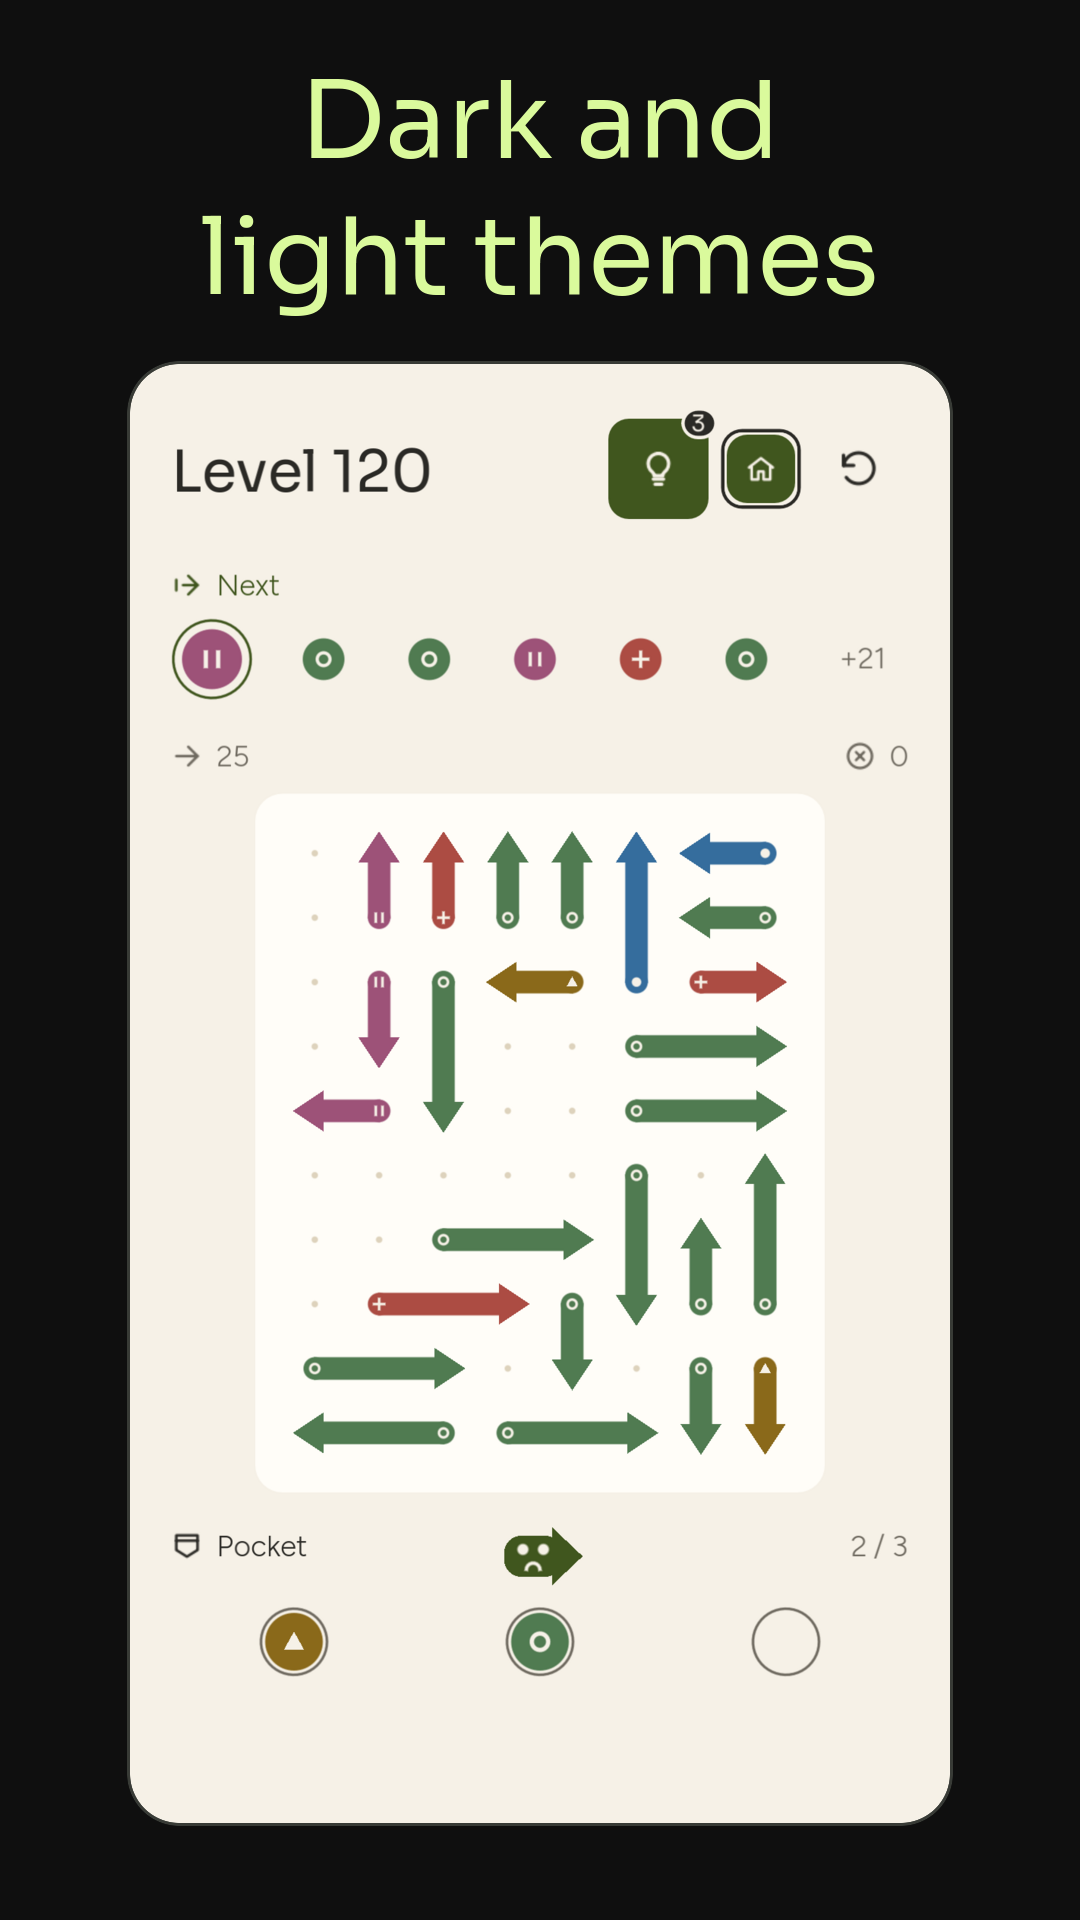 Dark and
light themes
Level 120
3
Next
+21
25
0
Pocket
2 / 3